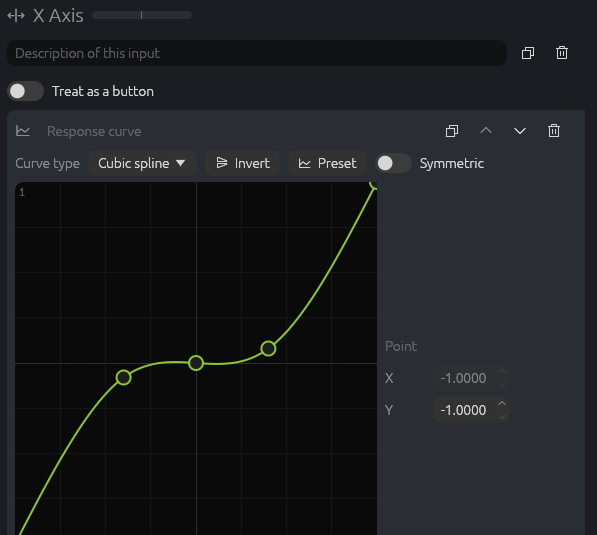 X Axis
Description of this input
Treat as a button
Response curve
Curve type Cubic spline Invert Preset Symmetric
1
Point
X -1.0000
Y -1.0000